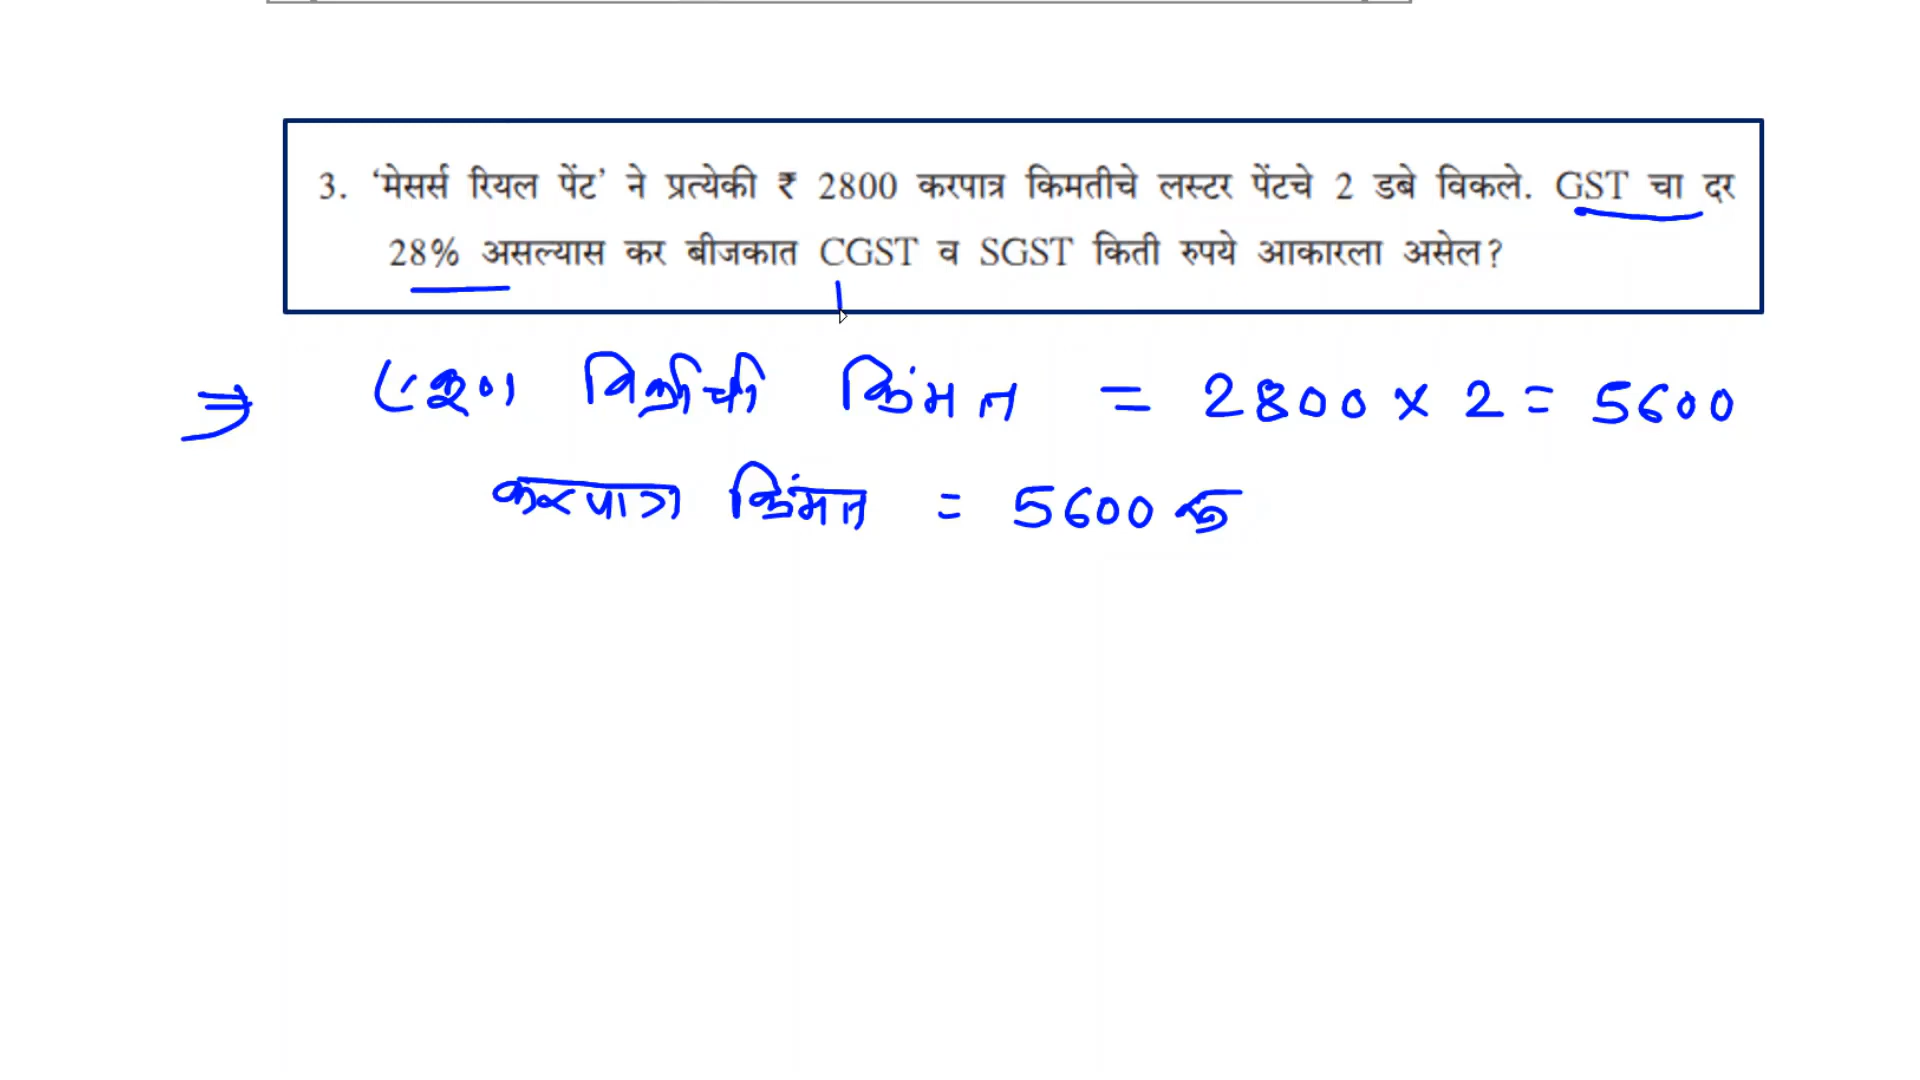 3. ‘मेसर्स रियल पेंट’ ने प्रत्येकी ₹ 2800 करपात्र किमतीचे लस्टर पेंटचे 2 डबे विकले. GST चा दर
28% असल्यास कर बीजकात CGST व SGST किती रुपये आकारला असेल?
⇒ एकूण विक्रीची किंमत = 2800 × 2 = 5600
करपात्र किंमत = 5600 रु